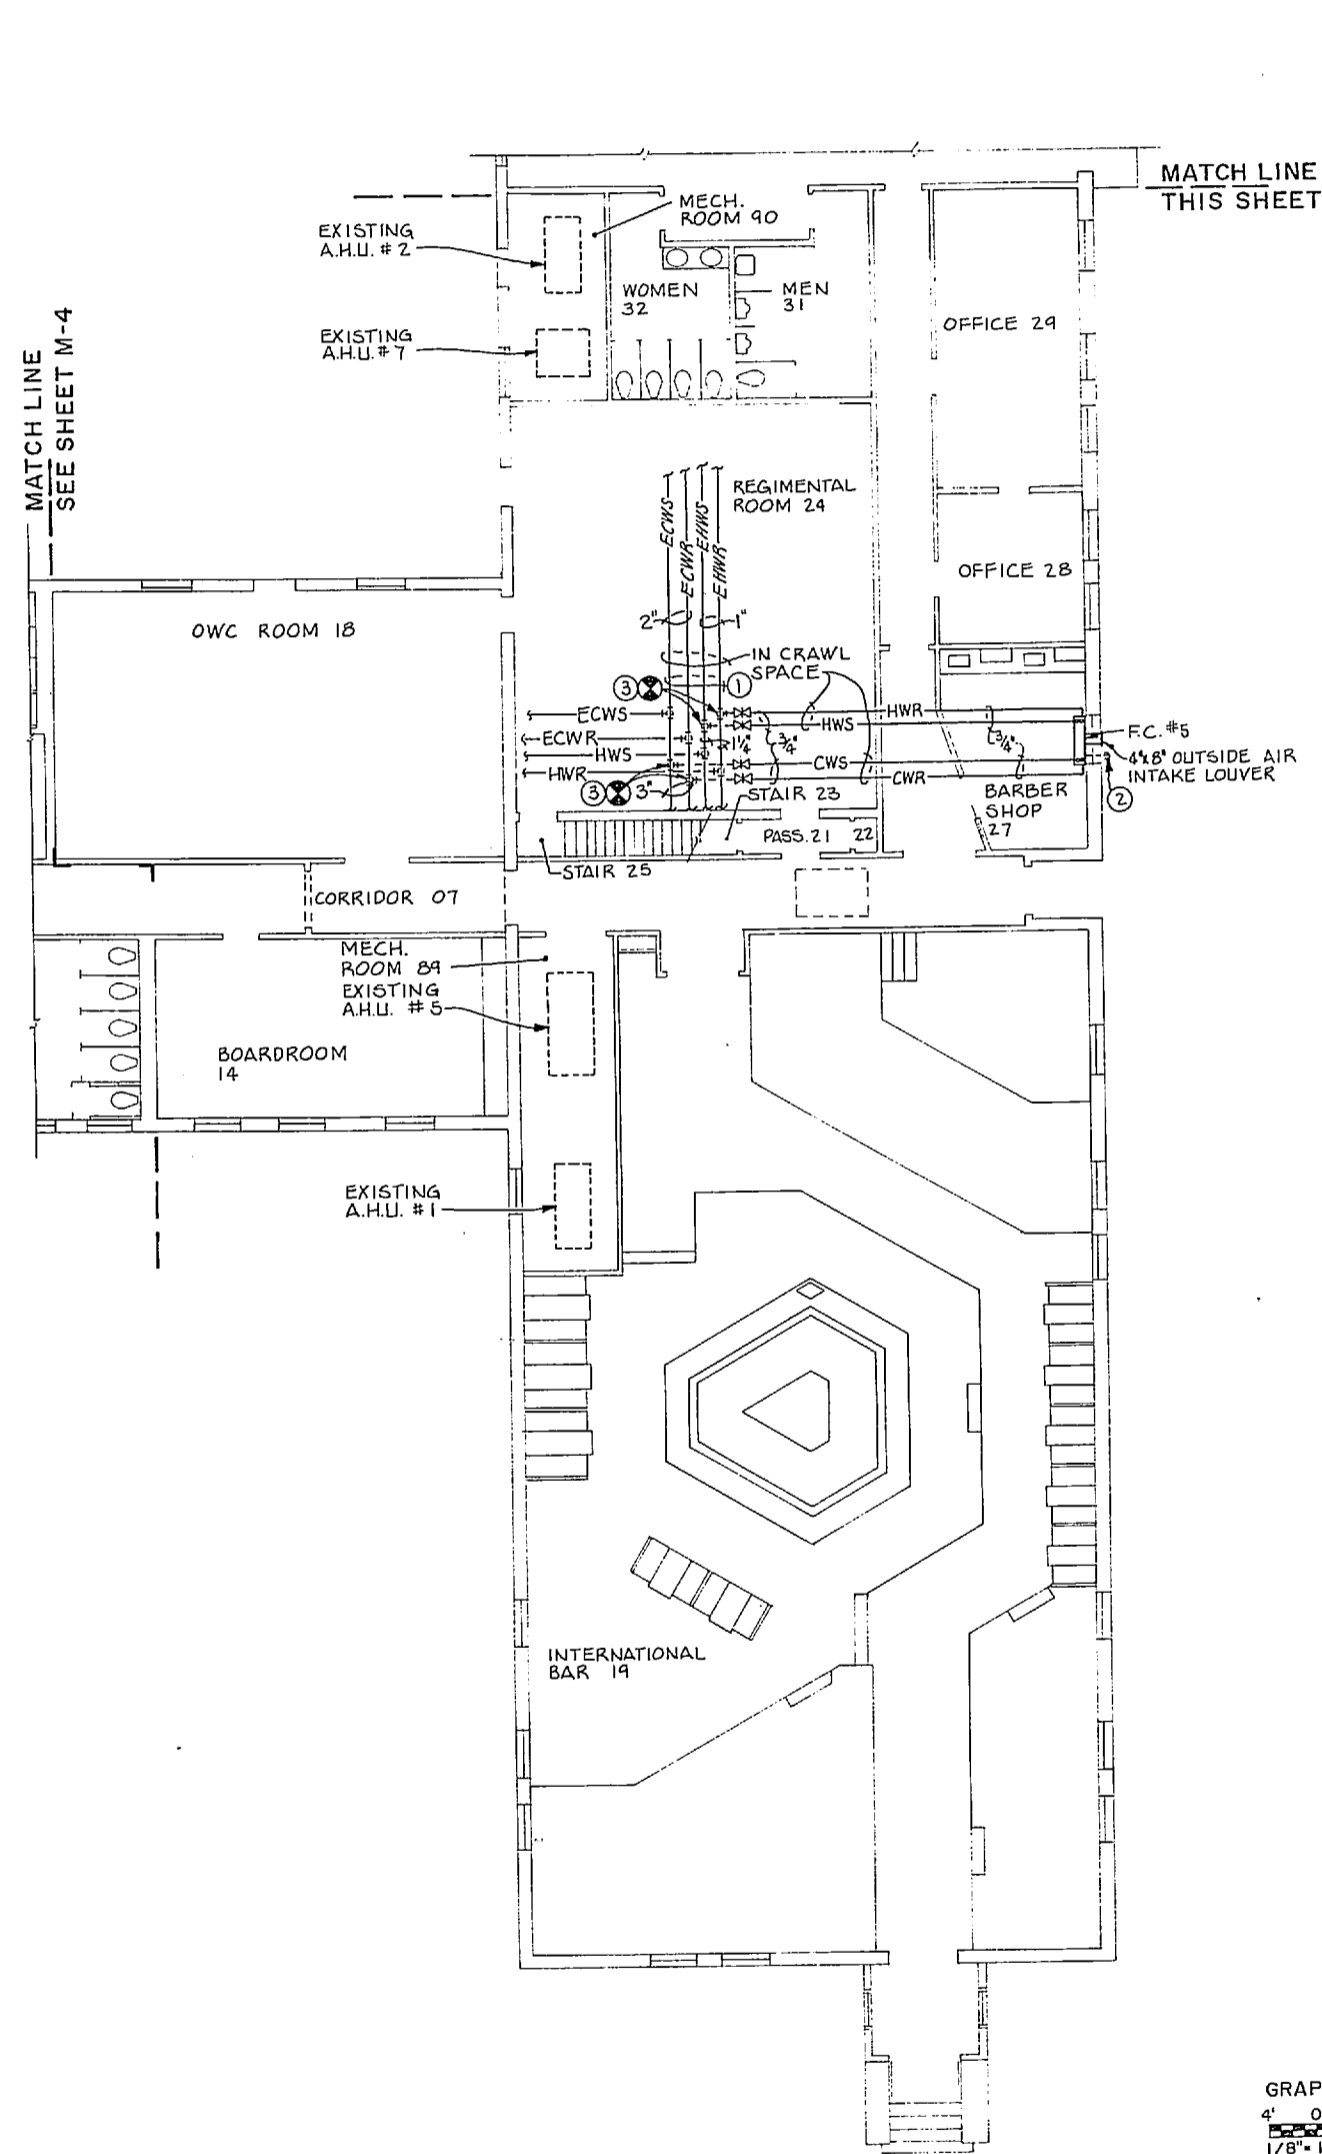 MATCH LINE
THIS SHEET
MECH.
ROOM 90
EXISTING
A.H.U. # 2
WOMEN
32
MEN
31
OFFICE 29
EXISTING
A.H.U. # 7
MATCH LINE
SEE SHEET M-4
REGIMENTAL
ROOM 24
ECWS
ECWR
EHWS
EHWR
OFFICE 28
OWC ROOM 18
2"
1"
IN CRAWL
SPACE
3
1
ECWS
HWR
HWS
ECWR
1¼"
3/4"
3/4"
F.C. #5
HWS
CWS
4"x8" OUTSIDE AIR
INTAKE LOUVER
HWR
CWR
3
3"
STAIR 23
BARBER
SHOP
27
2
PASS. 21
22
STAIR 25
CORRIDOR 07
MECH.
ROOM 89
EXISTING
A.H.U. # 5
BOARDROOM
14
EXISTING
A.H.U. # 1
INTERNATIONAL
BAR 19
GRAP
4' 0
1/8" = 1